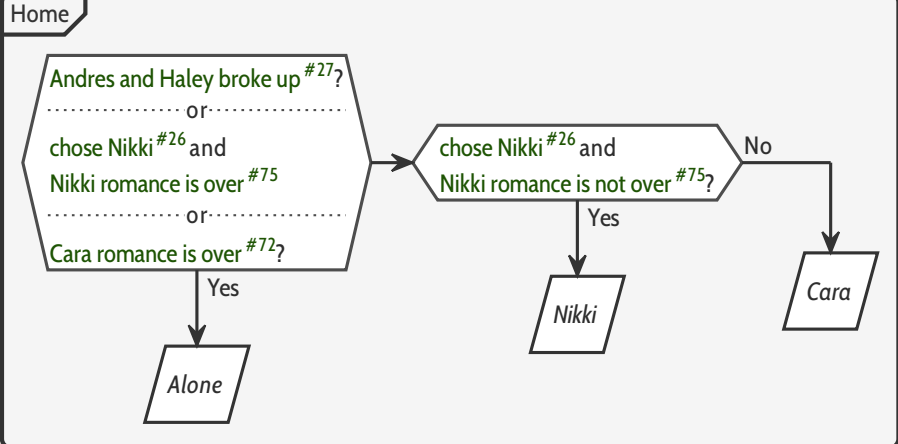 Home
Andres and Haley broke up #27?
or
chose Nikki #26 and
Nikki romance is over #75
or
Cara romance is over #72?
Yes
Alone
chose Nikki #26 and
Nikki romance is not over #75?
Yes
Nikki
No
Cara